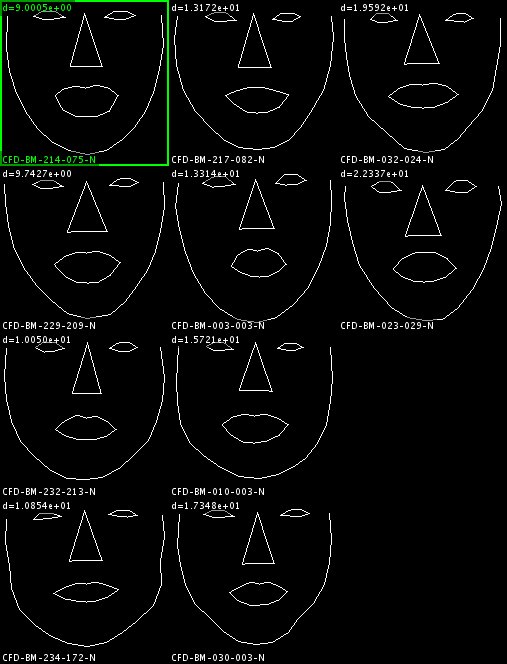 d=9.0005e+00
CFD-BM-214-075-N
d=1.3172e+01
CFD-BM-217-082-N
d=1.9592e+01
CFD-BM-032-024-N
d=9.7427e+00
CFD-BM-229-209-N
d=1.3314e+01
CFD-BM-003-003-N
d=2.2337e+01
CFD-BM-023-029-N
d=1.0050e+01
CFD-BM-232-213-N
d=1.5721e+01
CFD-BM-010-003-N
d=1.0854e+01
CFD-BM-234-172-N
d=1.7348e+01
CFD-BM-030-003-N